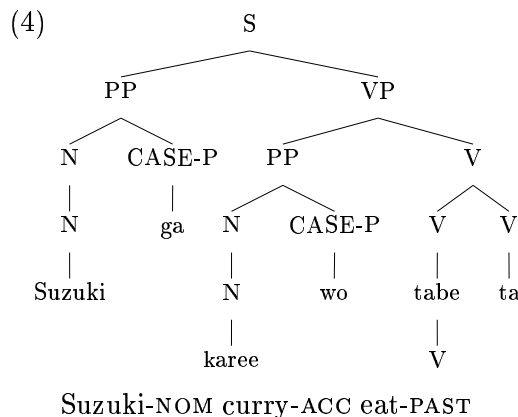 (4) S
PP VP
N CASE-P PP V
N ga N CASE-P V V
Suzuki N wo tabe ta
karee V
Suzuki-NOM curry-ACC eat-PAST